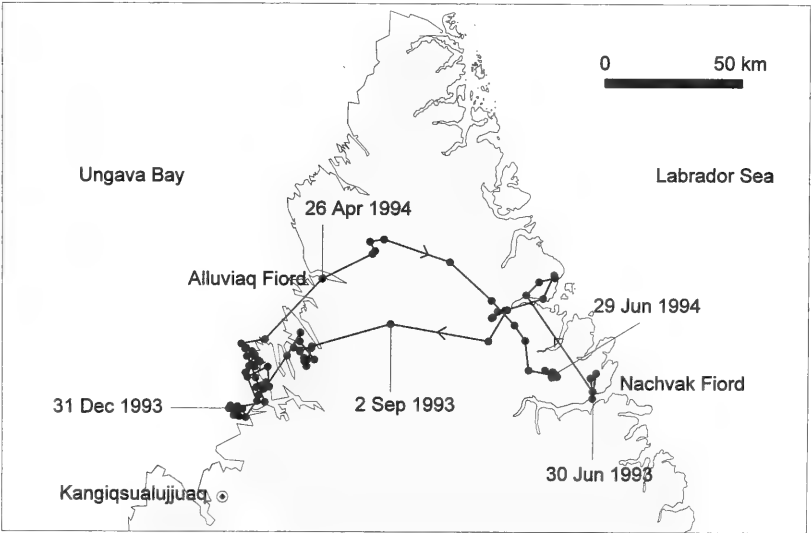 0 50 km
Ungava Bay
Labrador Sea
26 Apr 1994
Alluviaq Fiord
29 Jun 1994
Nachvak Fiord
31 Dec 1993
2 Sep 1993
30 Jun 1993
Kangiqsualujjuaq